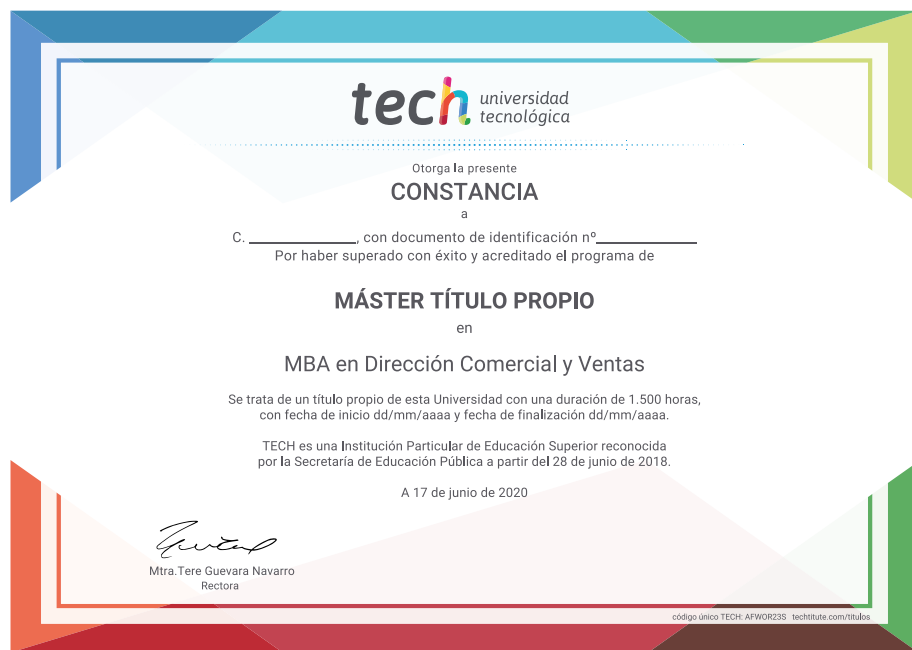 tech universidad
tecnológica
Otorga la presente
CONSTANCIA
a
C. ____________, con documento de identificación nº____________
Por haber superado con éxito y acreditado el programa de
MÁSTER TÍTULO PROPIO
en
MBA en Dirección Comercial y Ventas
Se trata de un título propio de esta Universidad con una duración de 1.500 horas,
con fecha de inicio dd/mm/aaaa y fecha de finalización dd/mm/aaaa.
TECH es una Institución Particular de Educación Superior reconocida
por la Secretaría de Educación Pública a partir del 28 de junio de 2018.
A 17 de junio de 2020
Mtra.Tere Guevara Navarro
Rectora
código único TECH: AFWOR23S techtitute.com/titulos